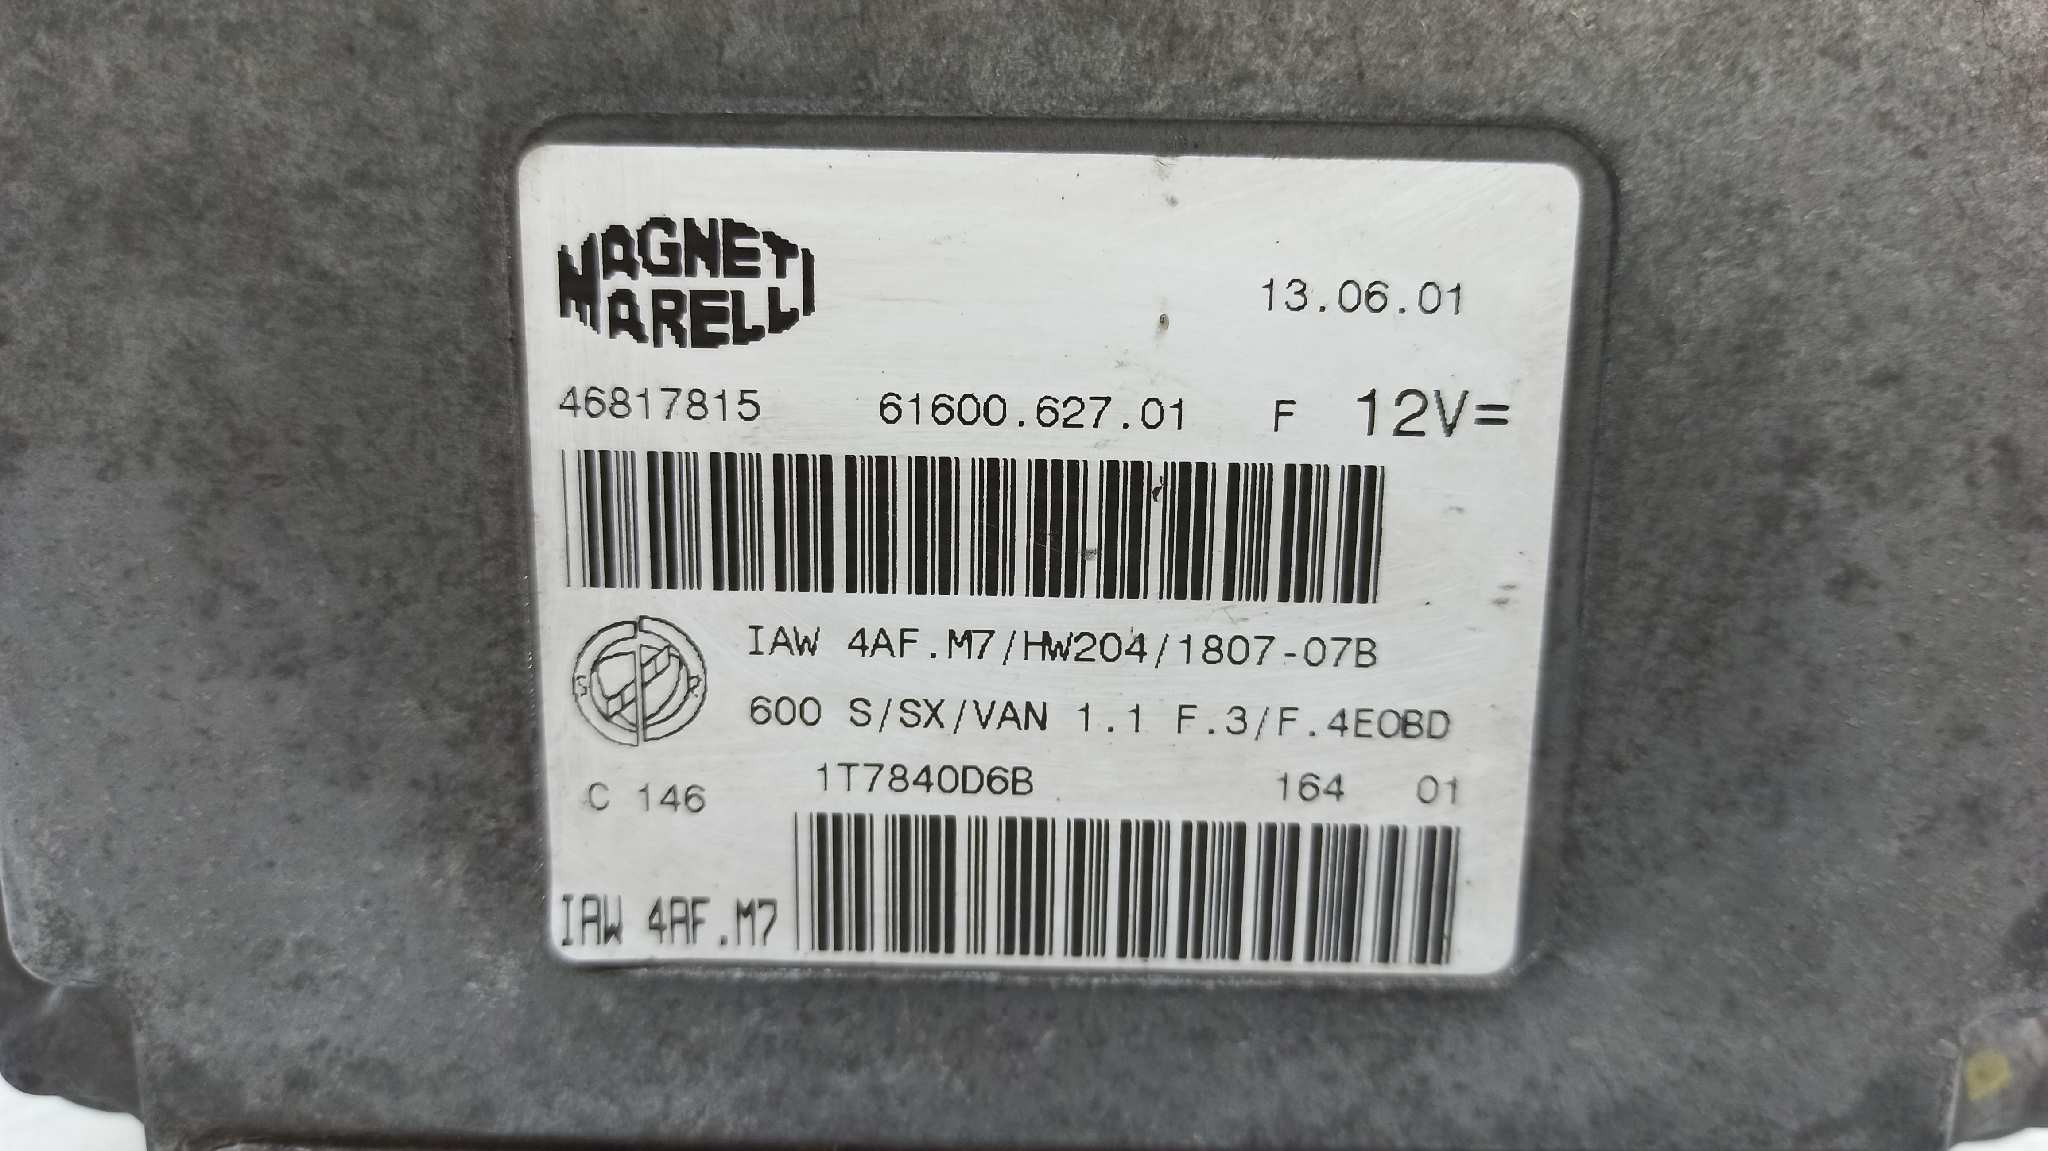 MAGNETI
MARELLI
13.06.01
46817815 61600.627.01 F 12V=
IAW 4AF.M7/HW204/1807-07B
600 S/SX/VAN 1.1 F.3/F.4EOBD
C 146 1T7840D6B 164 01
IAW 4AF.M7